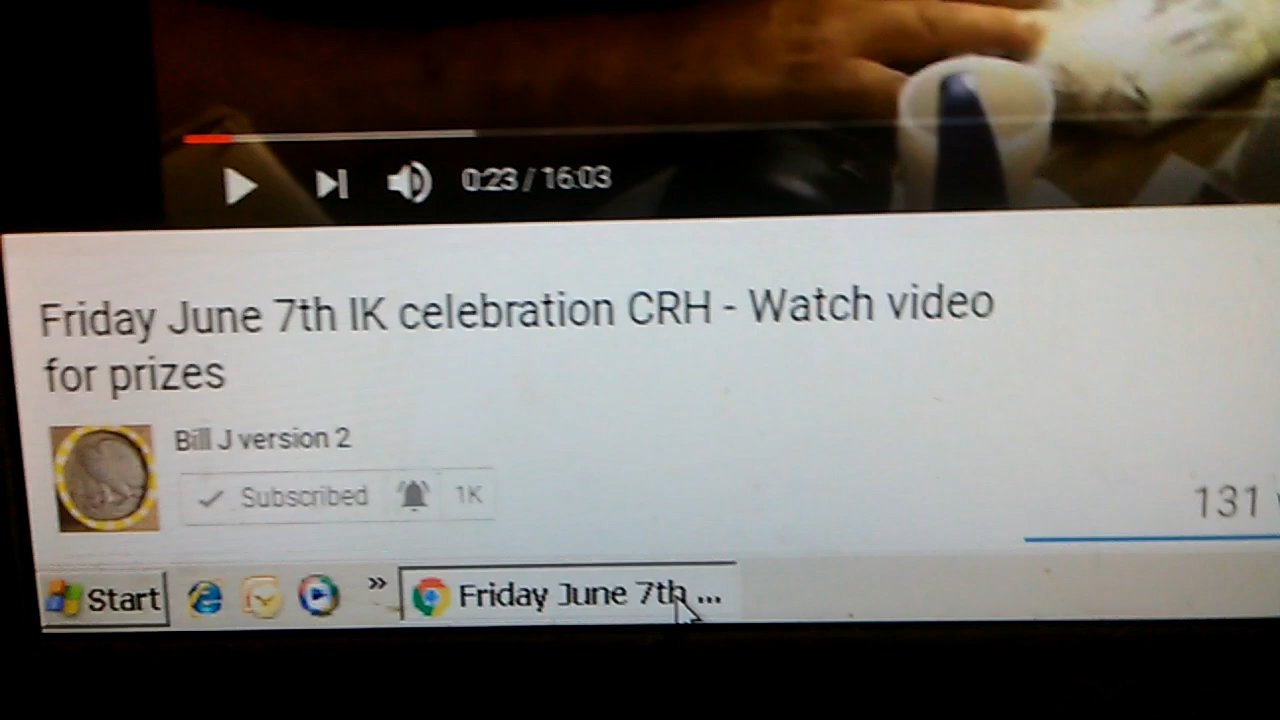 0:23 / 16:03
Friday June 7th IK celebration CRH - Watch video
for prizes
Bill J version 2
Subscribed 1K
131
Start Friday June 7th ...